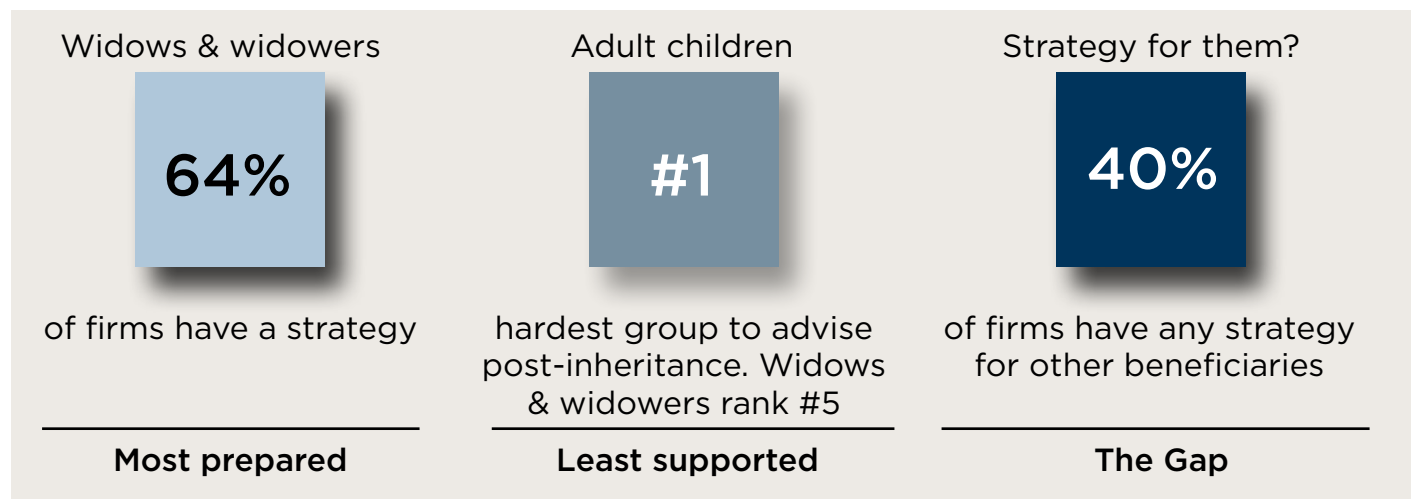 Widows & widowers
64%
of firms have a strategy
Most prepared
Adult children
#1
hardest group to advise
post-inheritance. Widows
& widowers rank #5
Least supported
Strategy for them?
40%
of firms have any strategy
for other beneficiaries
The Gap